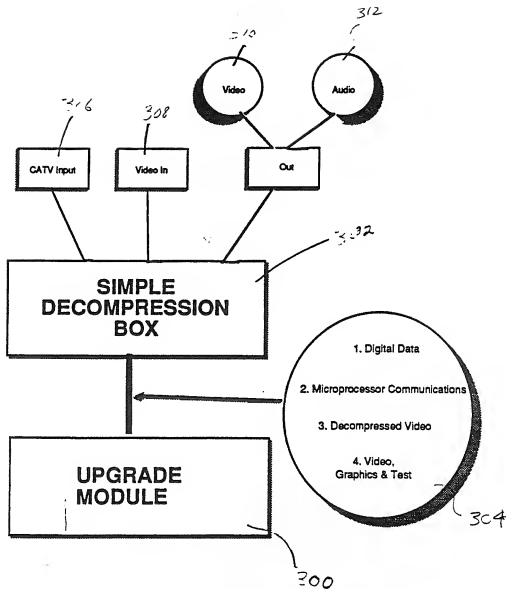 312
Video
Audio
308
CATV Input
Video In
Out
SIMPLE
DECOMPRESSION
BOX
1. Digital Data
2. Microprocessor Communications
3. Decompressed Video
4. Video,
Graphics & Test
304
UPGRADE
MODULE
300